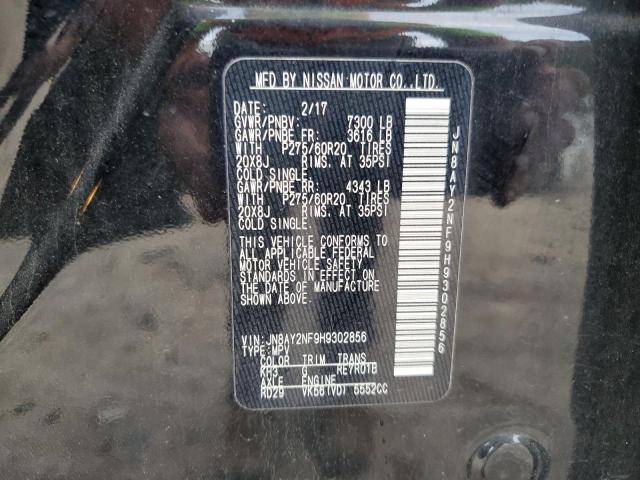 MFD BY NISSAN MOTOR CO.,LTD.
DATE: 2/17
GVWR/PNBV: 7300 LB
GAWR/PNBE FR: 3616 LB
WITH P275/60R20 TIRES
20X8J RIMS. AT 35PSI
COLD SINGLE.
GAWR/PNBE RR: 4343 LB
WITH P275/60R20 TIRES
20X8J RIMS. AT 35PSI
COLD SINGLE.
THIS VEHICLE CONFORMS TO
ALL APPLICABLE FEDERAL
MOTOR VEHICLE SAFETY
STANDARDS IN EFFECT ON
THE DATE OF MANUFACTURE
SHOWN ABOVE.
VIN:JN8AY2NF9H9302856
TYPE:MPV
COLOR TRIM TRANS
KH3 G RE7R01B
AXLE ENGINE
RD29 VK56(VD) 5552CC
JN8AY2NF9H9302856